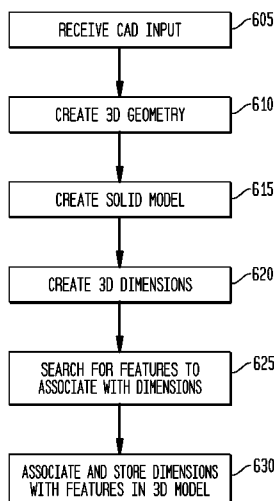 RECEIVE CAD INPUT
605
CREATE 3D GEOMETRY
610
CREATE SOLID MODEL
615
CREATE 3D DIMENSIONS
620
SEARCH FOR FEATURES TO
ASSOCIATE WITH DIMENSIONS
625
ASSOCIATE AND STORE DIMENSIONS
WITH FEATURES IN 3D MODEL
630